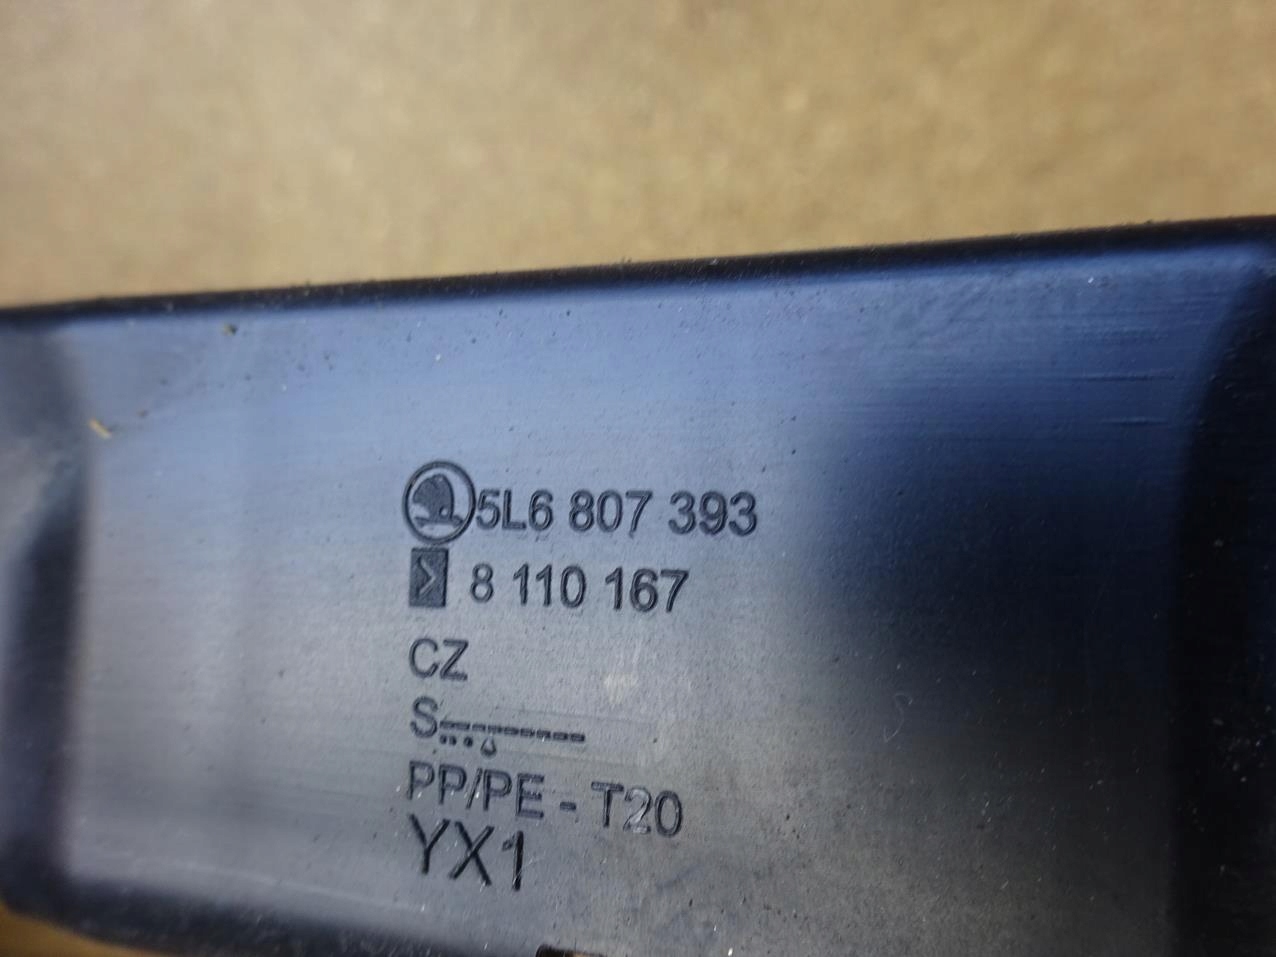 5L6 807 393
8 110 167
CZ
S
PP/PE - T20
YX1